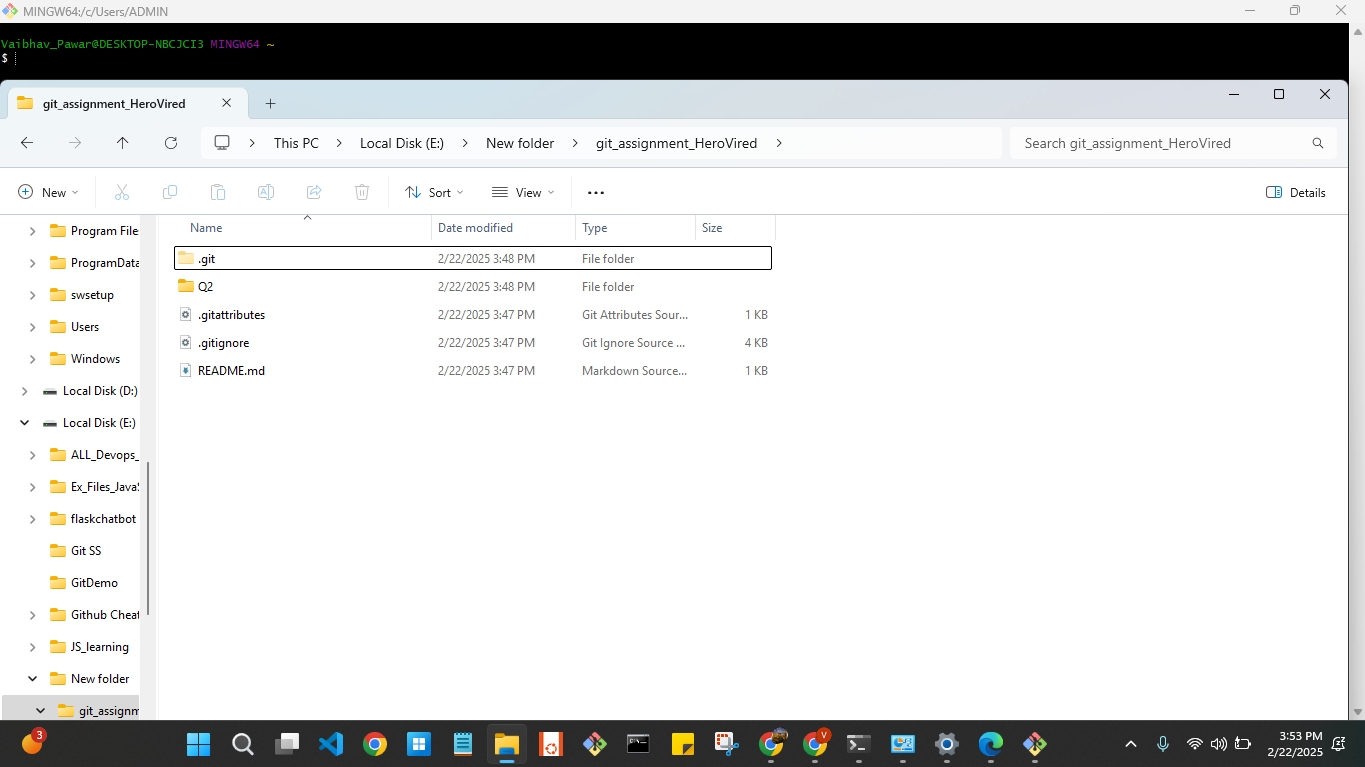 MINGW64:/c/Users/ADMIN
Vaibhav_Pawar@DESKTOP-NBCJCI3 MINGW64 ~
$
git_assignment_HeroVired
This PC > Local Disk (E:) > New folder > git_assignment_HeroVired >
Search git_assignment_HeroVired
New Sort View ... Details
Name Date modified Type Size
.git 2/22/2025 3:48 PM File folder
Q2 2/22/2025 3:48 PM File folder
.gitattributes 2/22/2025 3:47 PM Git Attributes Sour... 1 KB
.gitignore 2/22/2025 3:47 PM Git Ignore Source ... 4 KB
README.md 2/22/2025 3:47 PM Markdown Source... 1 KB
Program File
ProgramData
swsetup
Users
Windows
Local Disk (D:)
Local Disk (E:)
ALL_Devops_
Ex_Files_JavaS
flaskchatbot
Git SS
GitDemo
Github Cheat
JS_learning
New folder
git_assignm
3
V
3:53 PM
2/22/2025